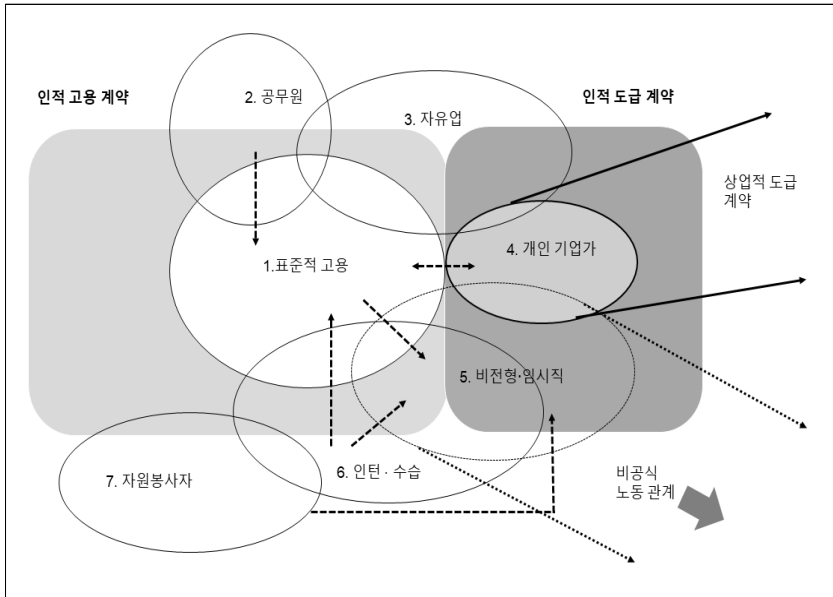 인적 고용 계약
2. 공무원
3. 자유업
인적 도급 계약
상업적 도급
계약
1.표준적 고용
4. 개인 기업가
5. 비전형·임시직
6. 인턴 · 수습
7. 자원봉사자
비공식
노동 관계